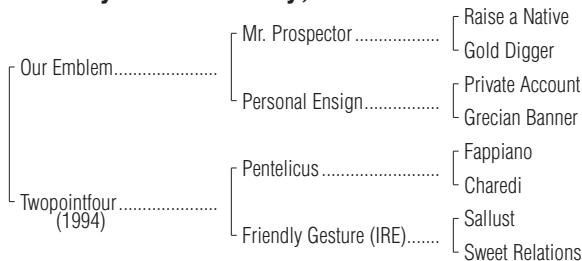 Raise a Native
Mr. Prospector
Gold Digger
Our Emblem
Private Account
Personal Ensign
Grecian Banner
Fappiano
Pentelicus
Charedi
Twopointfour
(1994)
Sallust
Friendly Gesture (IRE)
Sweet Relations